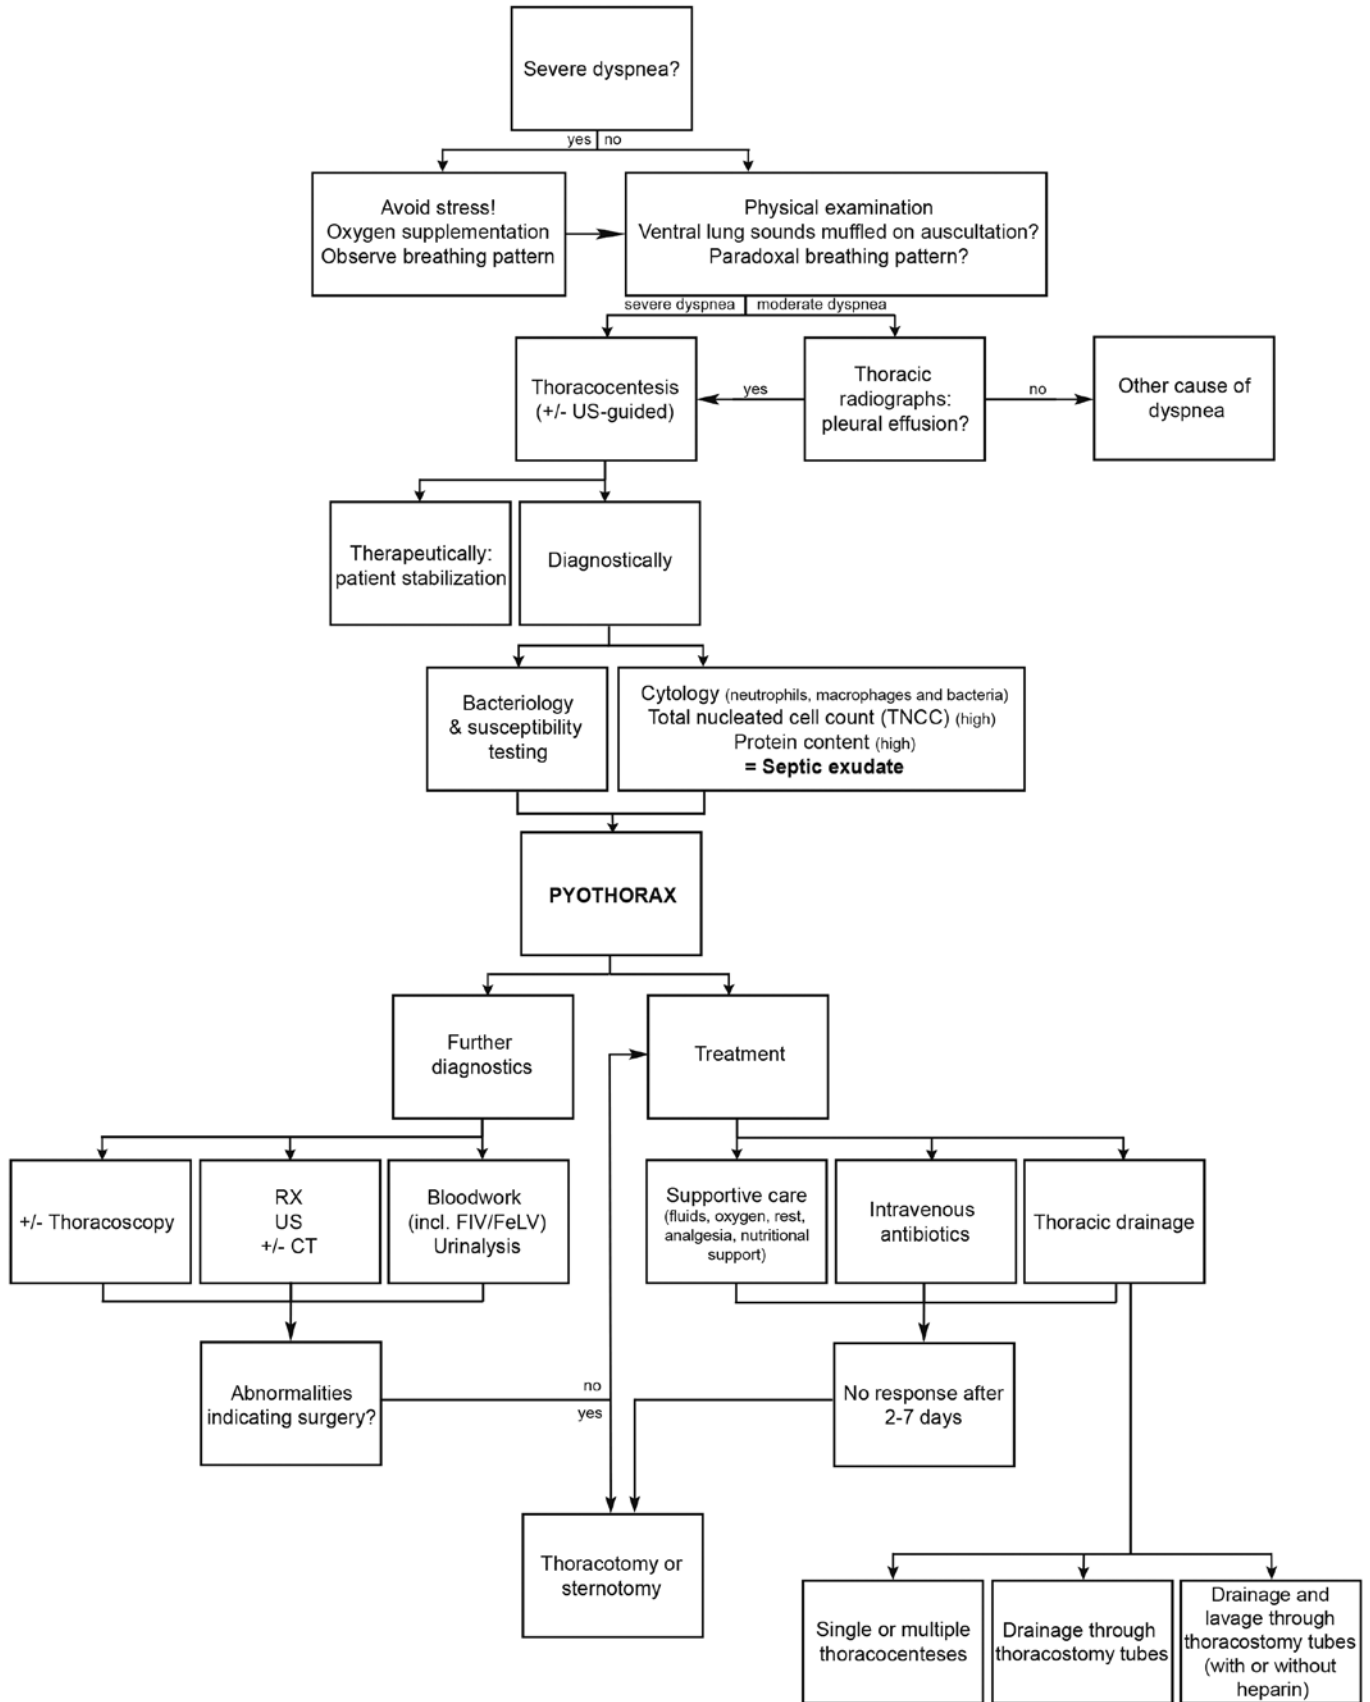 Severe dyspnea?
yes no
Avoid stress!
Oxygen supplementation
Observe breathing pattern
Physical examination
Ventral lung sounds muffled on auscultation?
Paradoxal breathing pattern?
severe dyspnea moderate dyspnea
Thoracocentesis
(+/- US-guided)
yes
Thoracic
radiographs:
pleural effusion?
no
Other cause of
dyspnea
Therapeutically:
patient stabilization
Diagnostically
Bacteriology
& susceptibility
testing
Cytology (neutrophils, macrophages and bacteria)
Total nucleated cell count (TNCC) (high)
Protein content (high)
= Septic exudate
PYOTHORAX
Further
diagnostics
Treatment
+/- Thoracoscopy
RX
US
+/- CT
Bloodwork
(incl. FIV/FeLV)
Urinalysis
Supportive care
(fluids, oxygen, rest,
analgesia, nutritional
support)
Intravenous
antibiotics
Thoracic drainage
Abnormalities
indicating surgery?
no
yes
No response after
2-7 days
Thoracotomy or
sternotomy
Single or multiple
thoracocenteses
Drainage through
thoracostomy tubes
Drainage and
lavage through
thoracostomy tubes
(with or without
heparin)